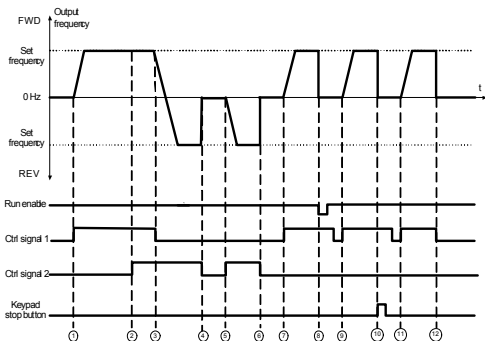 Output
FWD
frequency
Set
frequency
t
0 Hz
Set
frequency
REV
Run enable
Ctrl signal 1
Ctrl signal 2
Keypad
stop button
1 2 3 4 5 6 7 8 9 10 11 12